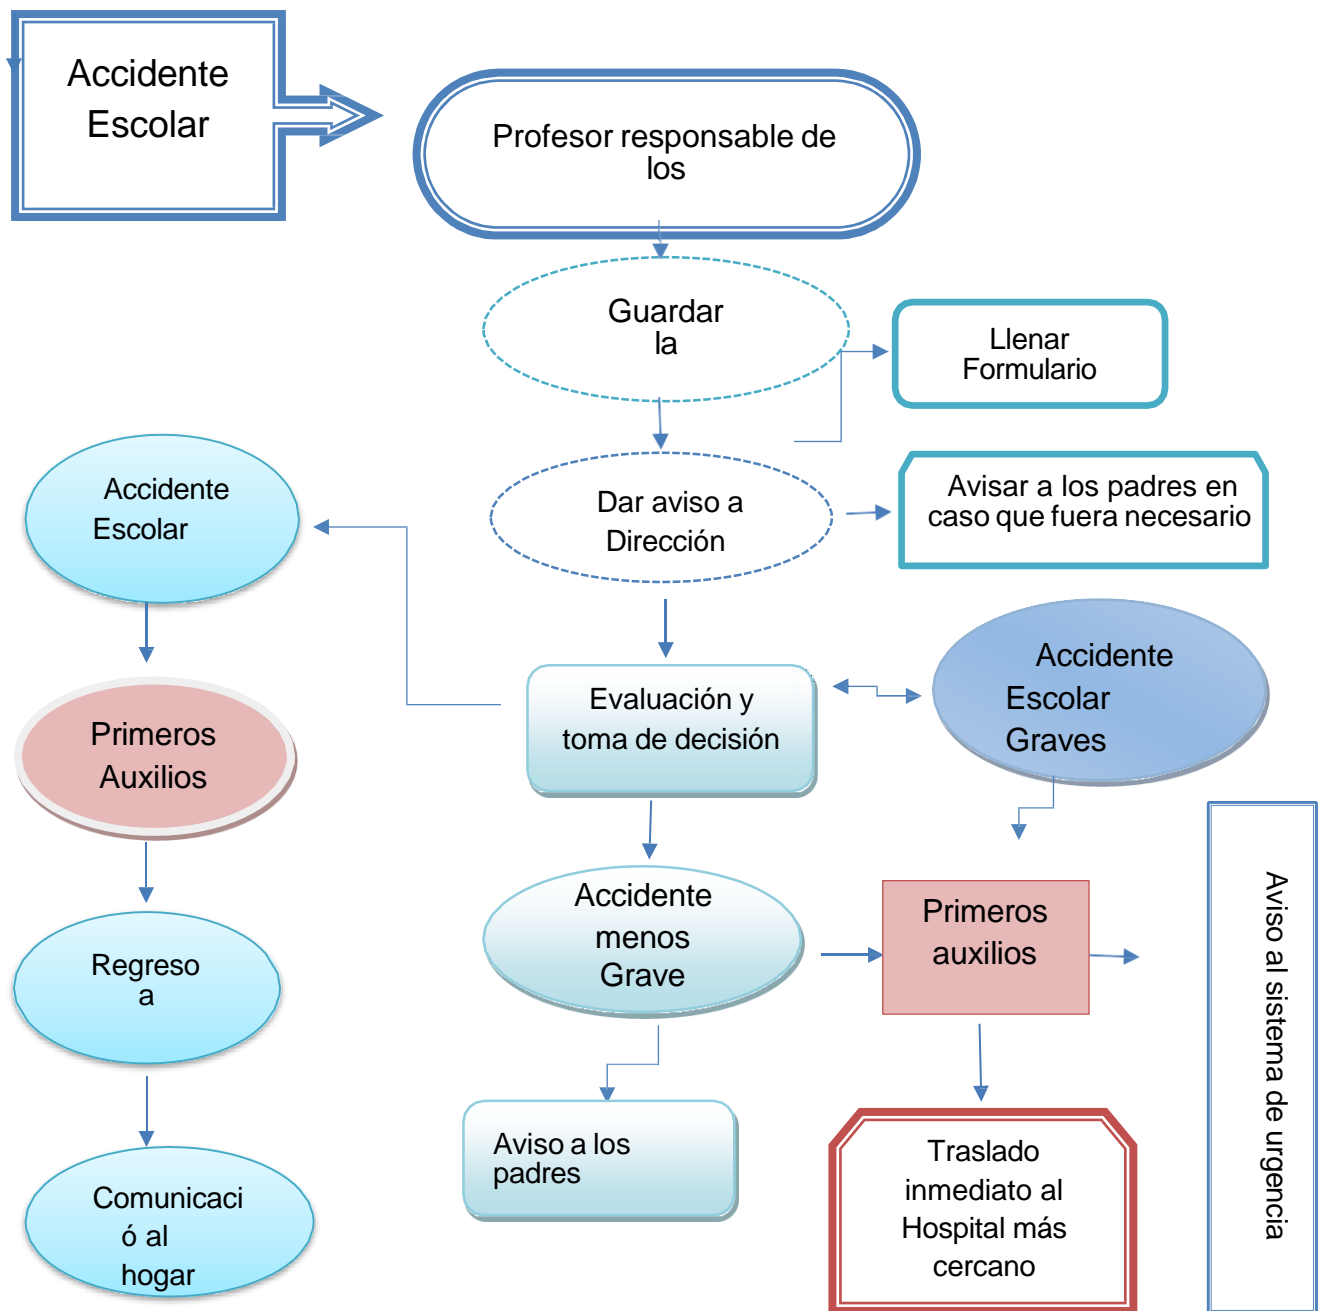 Accidente
Escolar
Profesor responsable de
los
Guardar
la
Llenar
Formulario
Accidente
Escolar
Dar aviso a
Dirección
Avisar a los padres en
caso que fuera necesario
Primeros
Auxilios
Evaluación y
toma de decisión
Accidente
Escolar
Graves
Regreso
a
Accidente
menos
Grave
Primeros
auxilios
Aviso al sistema de urgencia
Comunicaci
ó al
hogar
Aviso a los
padres
Traslado
inmediato al
Hospital más
cercano